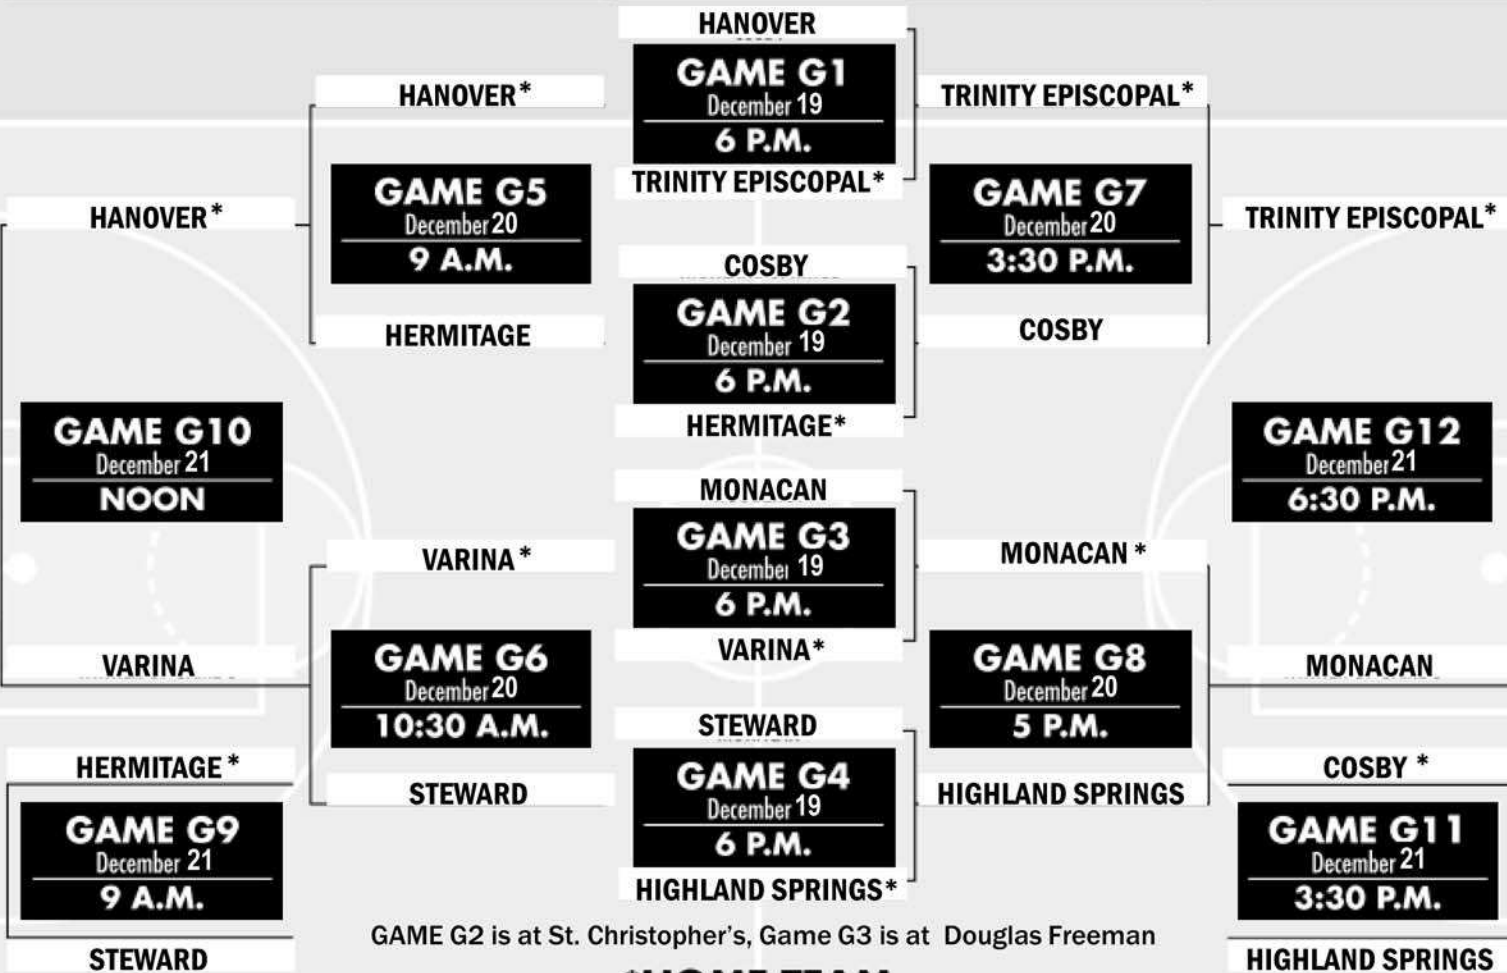 HANOVER
GAME G1
December 19
6 P.M.
TRINITY EPISCOPAL*
HANOVER*
GAME G5
December 20
9 A.M.
HERMITAGE
TRINITY EPISCOPAL*
GAME G7
December 20
3:30 P.M.
COSBY
HANOVER*
GAME G10
December 21
NOON
VARINA
COSBY
GAME G2
December 19
6 P.M.
HERMITAGE*
TRINITY EPISCOPAL*
GAME G12
December 21
6:30 P.M.
MONACAN
MONACAN
GAME G3
December 19
6 P.M.
VARINA*
VARINA*
GAME G6
December 20
10:30 A.M.
STEWARD
MONACAN *
GAME G8
December 20
5 P.M.
HIGHLAND SPRINGS
STEWARD
GAME G4
December 19
6 P.M.
HIGHLAND SPRINGS*
HERMITAGE*
GAME G9
December 21
9 A.M.
STEWARD
COSBY *
GAME G11
December 21
3:30 P.M.
HIGHLAND SPRINGS
GAME G2 is at St. Christopher's, Game G3 is at Douglas Freeman
*HOME TEAM